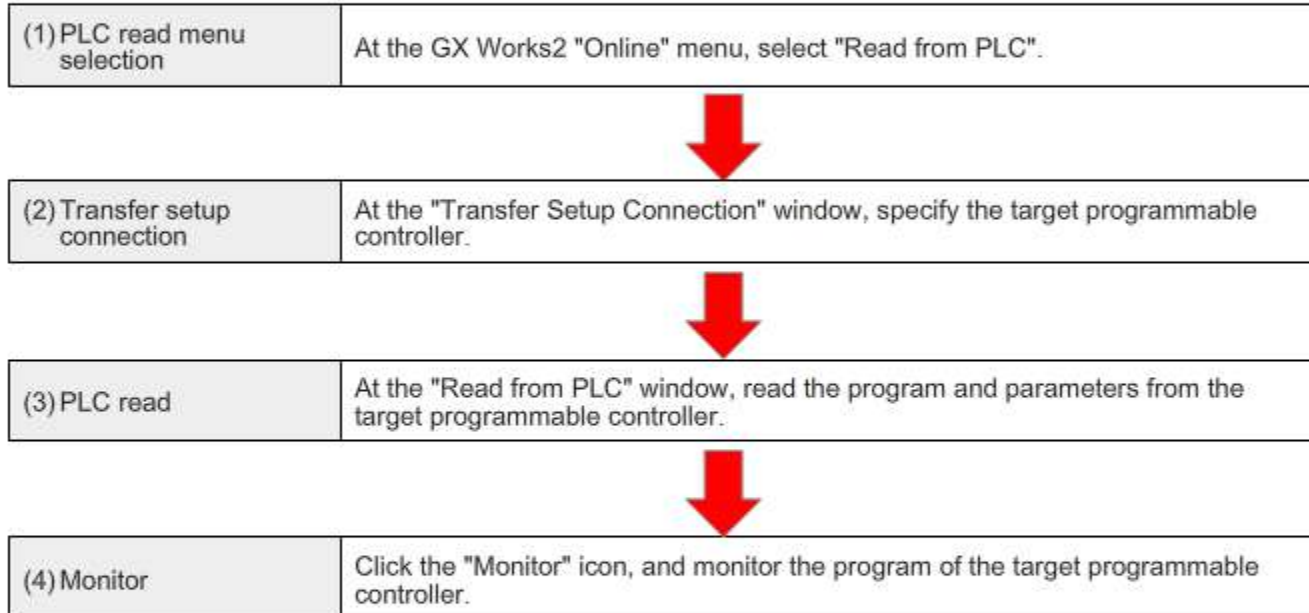 (1) PLC read menu
selection
At the GX Works2 "Online" menu, select "Read from PLC".
(2) Transfer setup
connection
At the "Transfer Setup Connection" window, specify the target programmable
controller.
(3) PLC read
At the "Read from PLC" window, read the program and parameters from the
target programmable controller.
(4) Monitor
Click the "Monitor" icon, and monitor the program of the target programmable
controller.